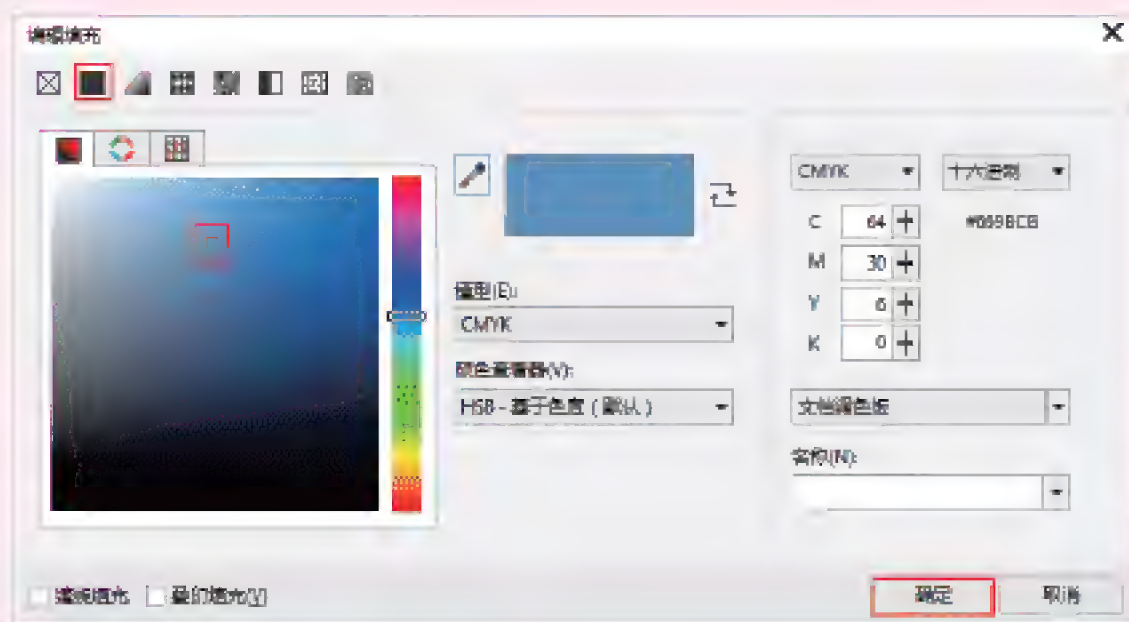 编辑填充
CMYK
十六进制
C 64
M 30
Y 6
K 0
模型(E):
CMYK
颜色查看器(V):
HSB - 基于色度 ( 默认 )
文档调色板
名称(N):
缠绕填充
叠印填充(V)
确定
取消